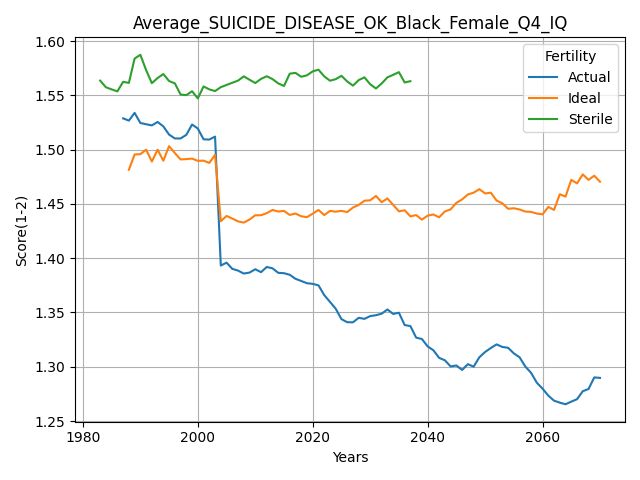 Average_SUICIDE_DISEASE_OK_Black_Female_Q4_IQ
Fertility
Actual
Ideal
Sterile
Score(1-2)
1.60
1.55
1.50
1.45
1.40
1.35
1.30
1.25
1980
2000
2020
2040
2060
Years